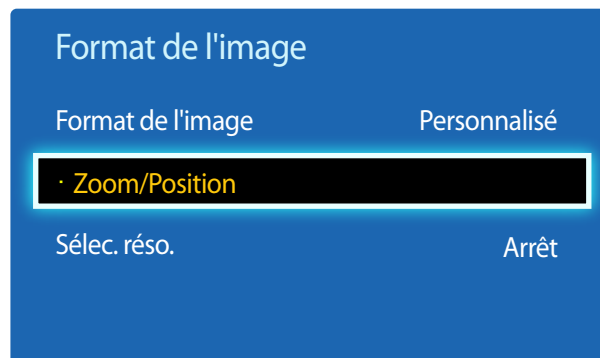 Format de l'image
Format de l'image Personnalisé
· Zoom/Position
Sélec. réso. Arrêt